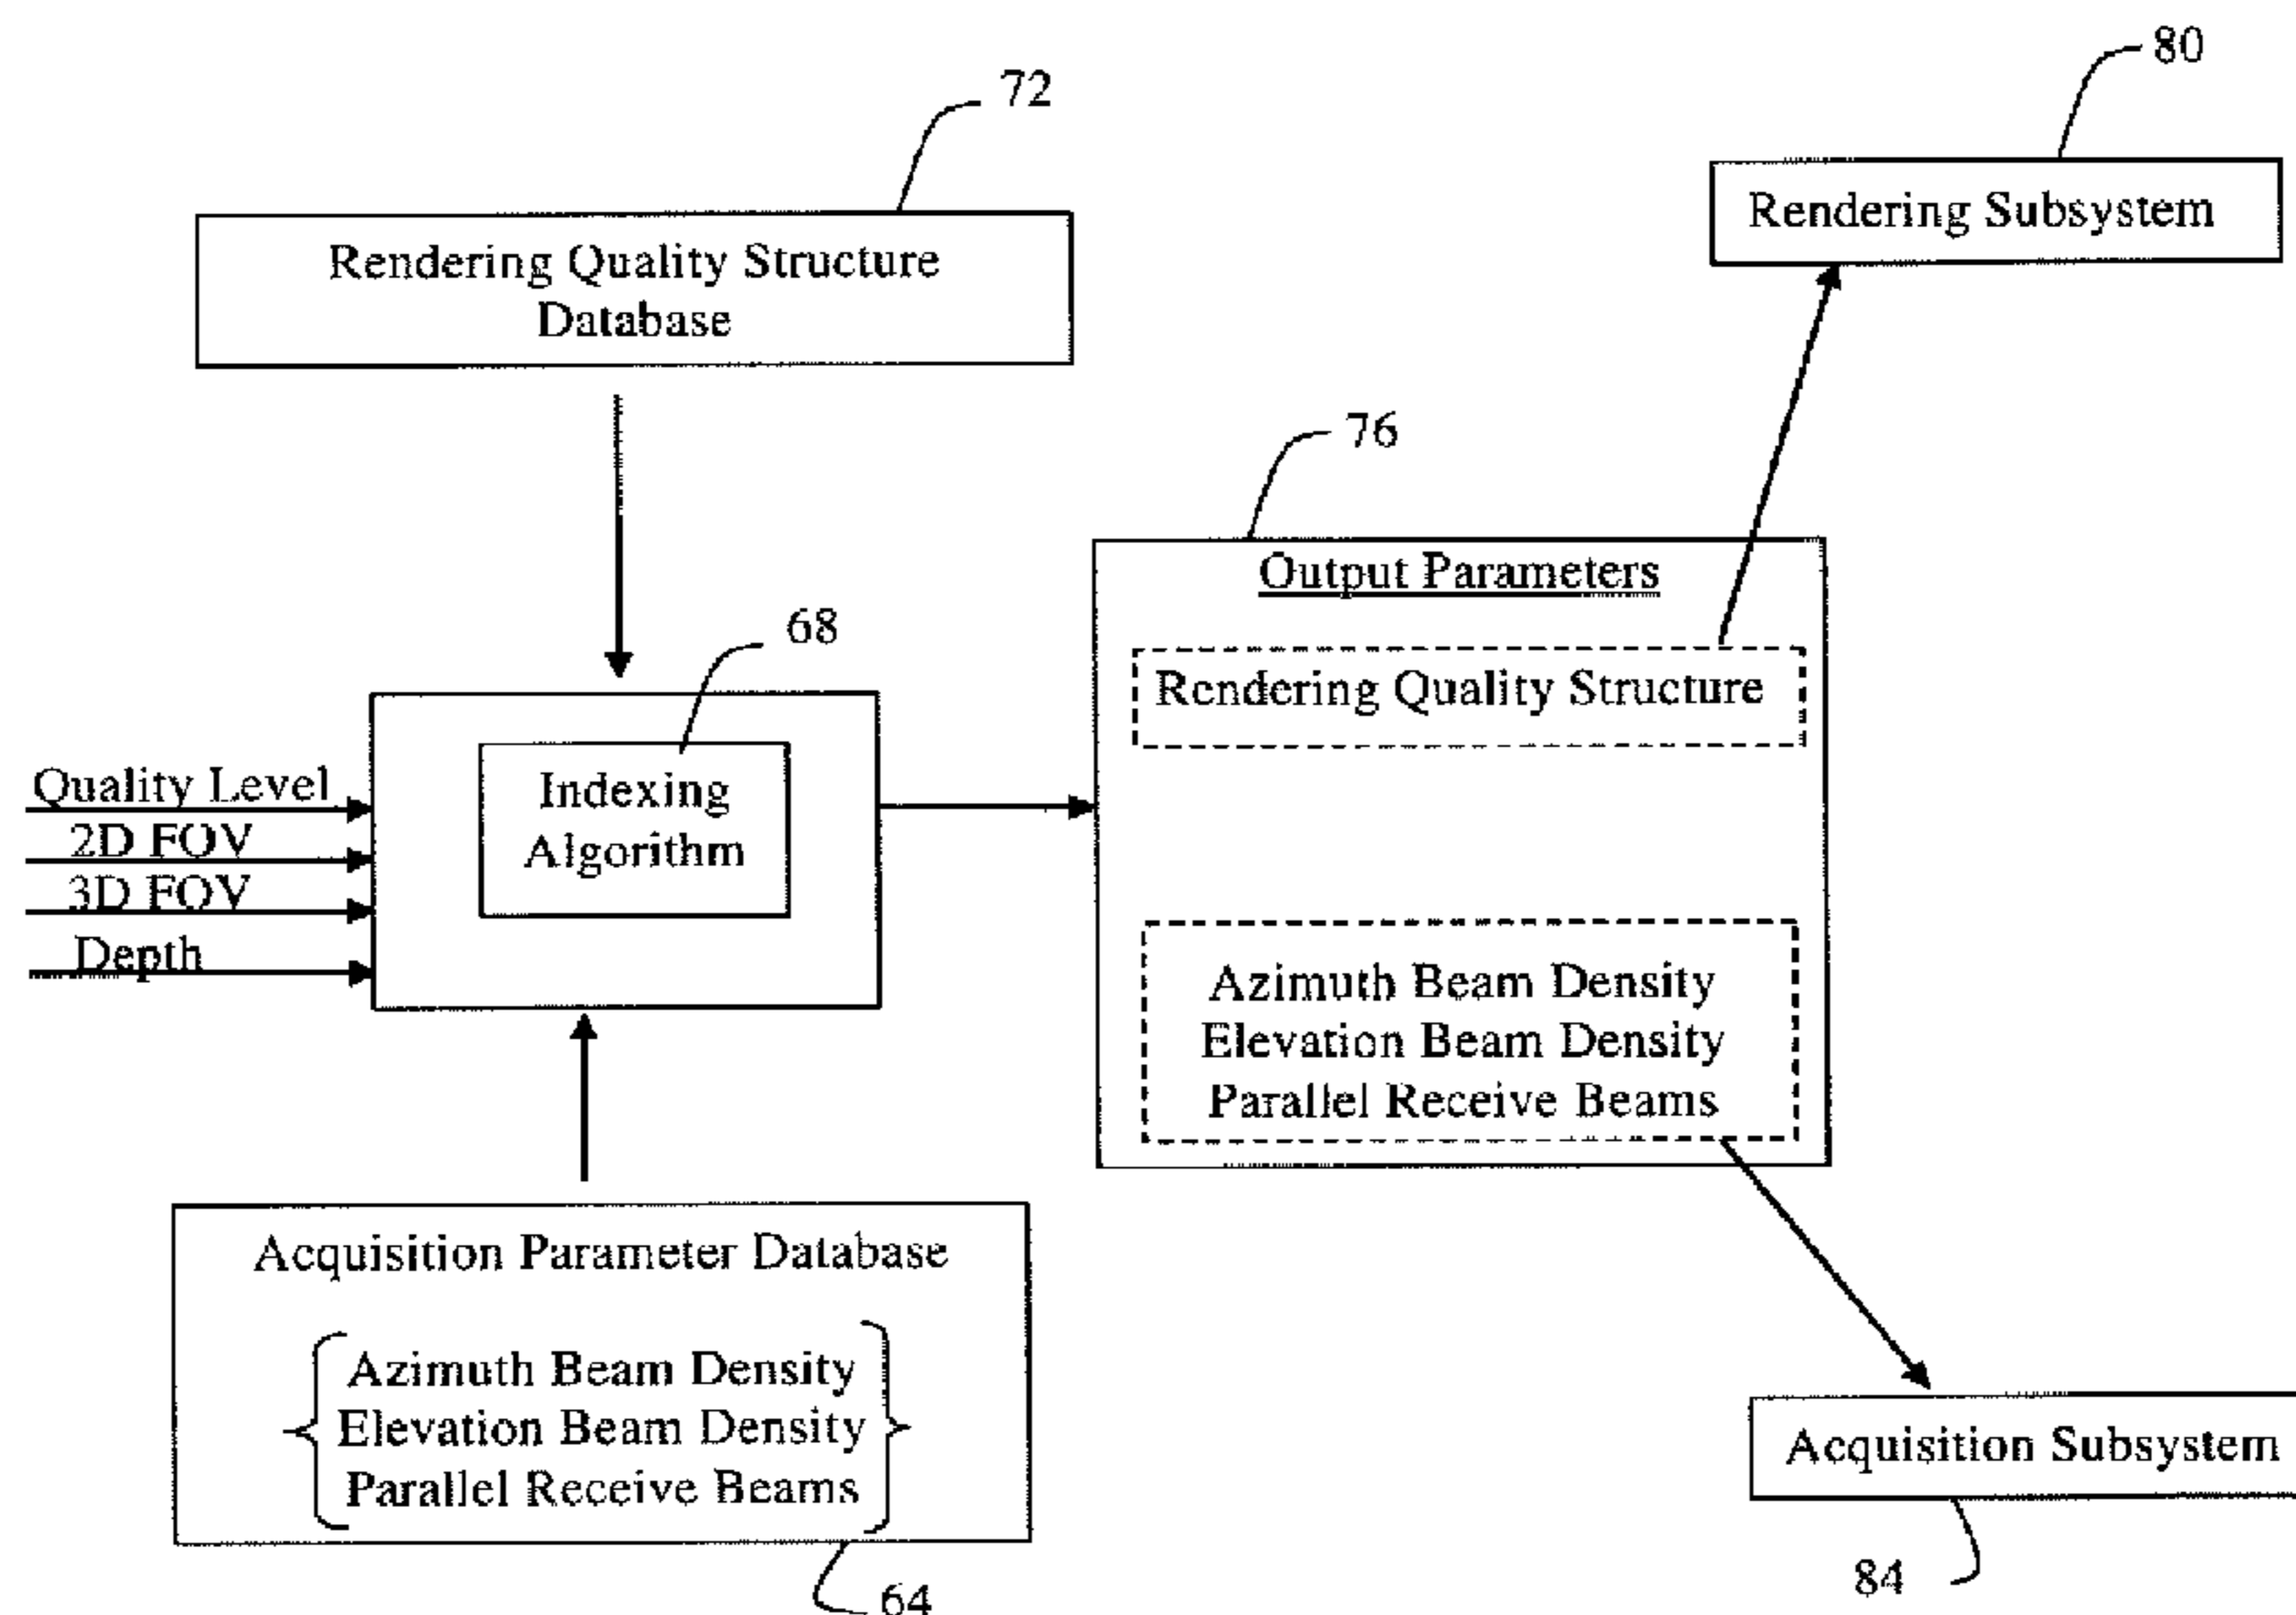 80
72
Rendering Subsystem
Rendering Quality Structure
Database
76
Output Parameters
68
Rendering Quality Structure
Quality Level
2D FOV
3D FOV
Depth
Indexing
Algorithm
Azimuth Beam Density
Elevation Beam Density
Parallel Receive Beams
Acquisition Parameter Database
Azimuth Beam Density
Elevation Beam Density
Parallel Receive Beams
Acquisition Subsystem
84
64